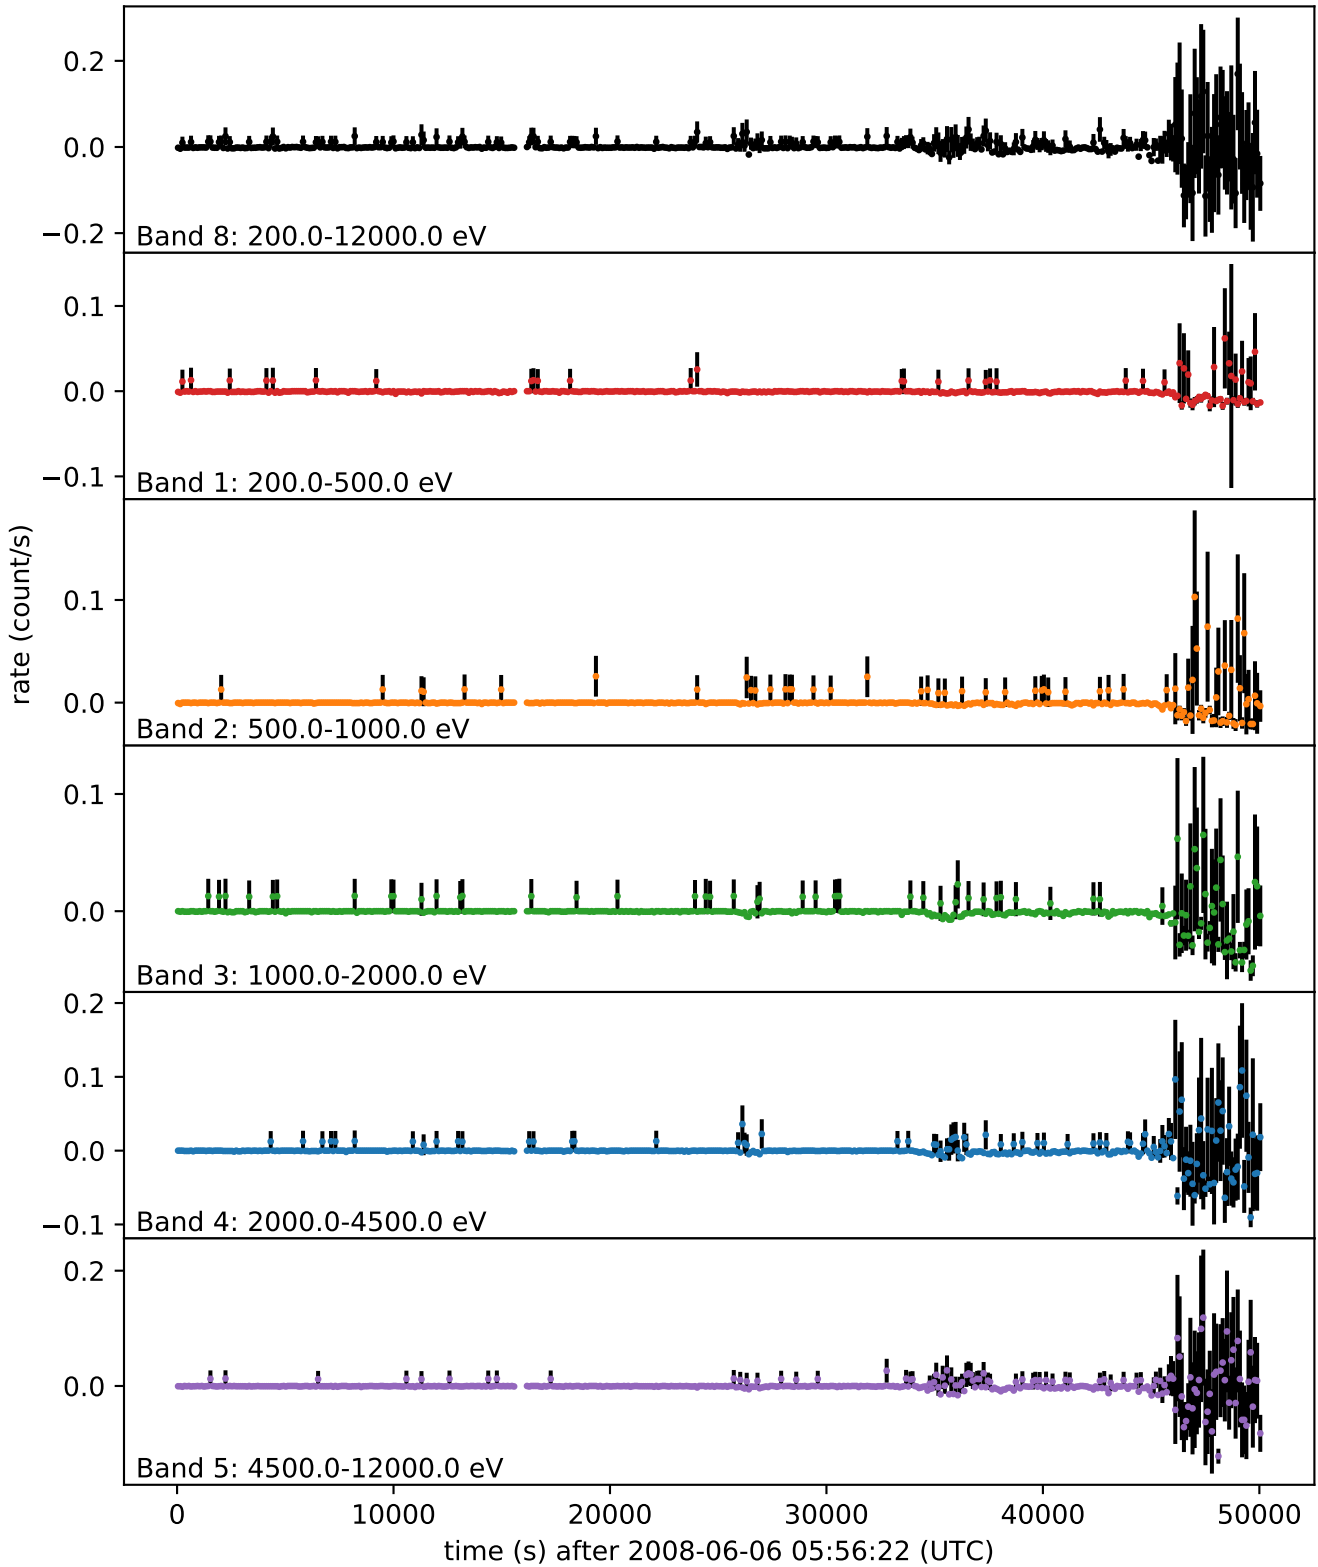 0.2
0.0
−0.2
Band 8: 200.0-12000.0 eV
0.1
0.0
−0.1
Band 1: 200.0-500.0 eV
0.1
0.0
Band 2: 500.0-1000.0 eV
rate (count/s)
0.1
0.0
Band 3: 1000.0-2000.0 eV
0.2
0.1
0.0
−0.1
Band 4: 2000.0-4500.0 eV
0.2
0.0
Band 5: 4500.0-12000.0 eV
0 10000 20000 30000 40000 50000
time (s) after 2008-06-06 05:56:22 (UTC)